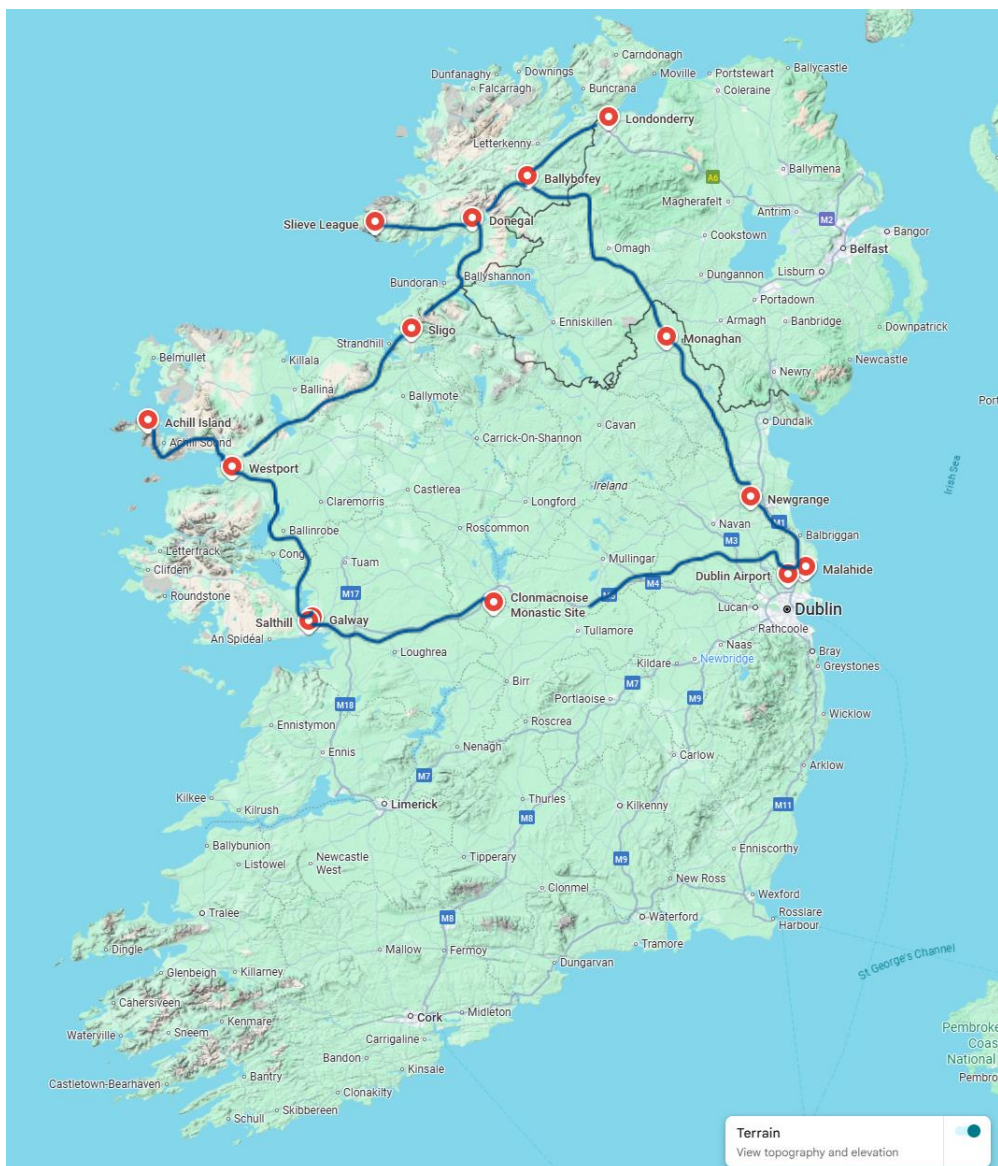 Carndonagh
Dunfanaghy
Downings
Moville
Portstewart
Ballycastle
Falcarragh
Buncrana
Coleraine
Londonderry
Letterkenny
Ballymena
Ballybofey
A6
Magherafelt
Antrim
M2
Slieve League
Donegal
Bangor
Cookstown
Belfast
Omagh
Ballyshannon
Dungannon
Lisburn
Bundoran
Portadown
Enniskillen
Armagh
Banbridge
Downpatrick
Sligo
Strandhill
Monaghan
Belmullet
Killala
Newcastle
Newry
Ballina
Ballymote
Port
Achill Island
Dundalk
Cavan
Achill Sound
Carrick-On-Shannon
Westport
Irish Sea
Castlerea
Ireland
Claremorris
Longford
Newgrange
Roscommon
Navan
M1
Ballinrobe
Balbriggan
M3
Letterfrack
Cong
Mullingar
Tuam
Malahide
Clifden
M4
Dublin Airport
Roundstone
M17
Clonmacnoise
Monastic Site
Lucan
Dublin
Salthill
Galway
Rathcoole
An Spidéal
Tullamore
Naas
Loughrea
Bray
Kildare
Newbridge
Greystones
Birr
M7
Portlaoise
M9
M18
Wicklow
Ennistymon
Roscrea
Nenagh
Ennis
Carlow
Arklow
M7
Kilkee
Limerick
Thurles
Kilkenny
M11
Kilrush
M8
Ballybunion
Enniscorthy
Listowel
Newcastle
West
Tipperary
M9
New Ross
Clonmel
Wexford
Tralee
M8
Waterford
Rosslare
Harbour
Dingle
Mallow
Fermoy
Tramore
Dungarvan
St George's Channel
Glenbeigh
Killarney
Cahersiveen
Kenmare
Cork
Midleton
Waterville
Sneem
Carrigaline
Pembroke
Coas
National
Bandon
Kinsale
Pembro
Castletown-Bearhaven
Bantry
Clonakilty
Skibbereen
Schull
Terrain
View topography and elevation